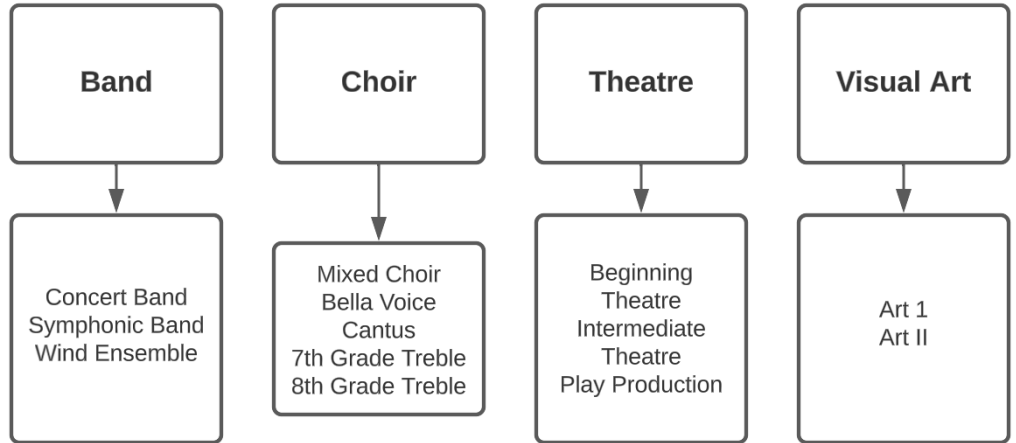 Band
Choir
Theatre
Visual Art
Concert Band
Symphonic Band
Wind Ensemble
Mixed Choir
Bella Voice
Cantus
7th Grade Treble
8th Grade Treble
Beginning
Theatre
Intermediate
Theatre
Play Production
Art 1
Art II